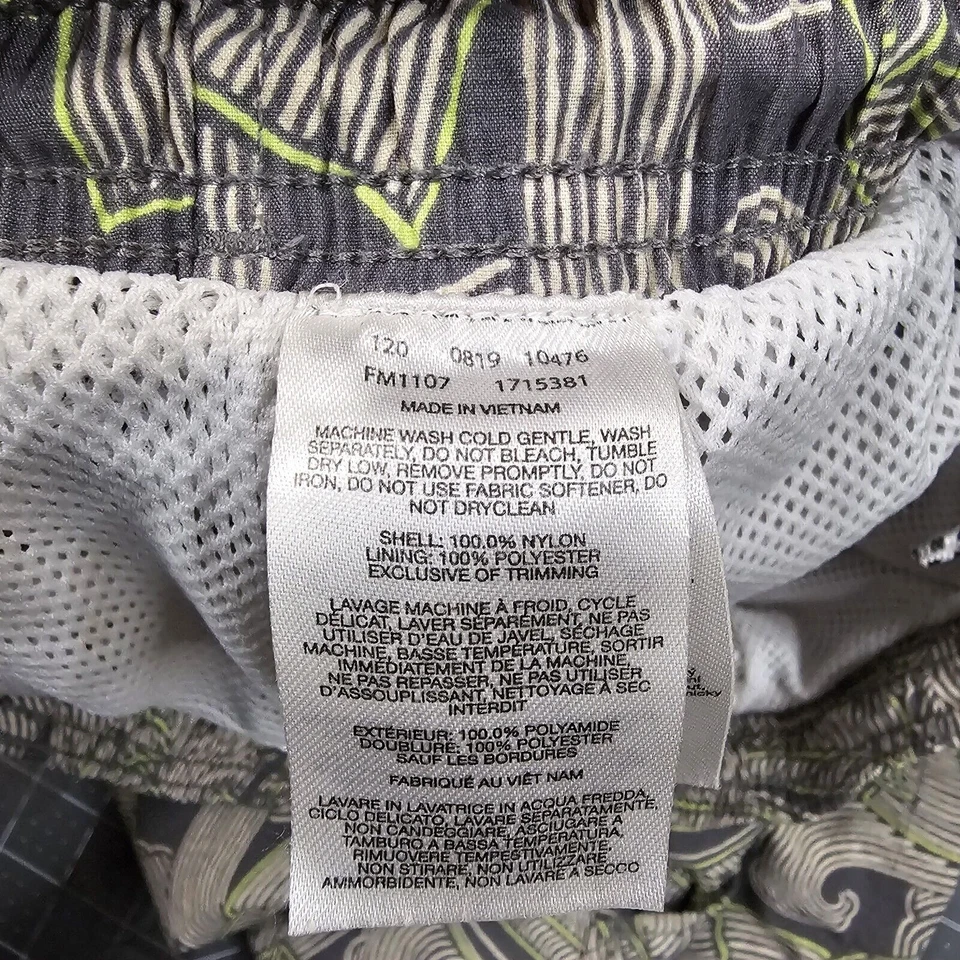 120 0819 10476
FM1107 1715381
MADE IN VIETNAM
MACHINE WASH COLD GENTLE, WASH
SEPARATELY, DO NOT BLEACH, TUMBLE
DRY LOW, REMOVE PROMPTLY, DO NOT
IRON, DO NOT USE FABRIC SOFTENER, DO
NOT DRYCLEAN
SHELL: 100.0% NYLON
LINING: 100% POLYESTER
EXCLUSIVE OF TRIMMING
LAVAGE MACHINE À FROID, CYCLE
DÉLICAT, LAVER SÉPARÉMENT, NE PAS
UTILISER D'EAU DE JAVEL, SÉCHAGE
MACHINE, BASSE TEMPÉRATURE, SORTIR
IMMÉDIATEMENT DE LA MACHINE,
NE PAS REPASSER, NE PAS UTILISER
D'ASSOUPLISSANT, NETTOYAGE À SEC
INTERDIT
EXTÉRIEUR: 100.0% POLYAMIDE
DOUBLURE: 100% POLYESTER
SAUF LES BORDURES
FABRIQUÉ AU VIÊT NAM
LAVARE IN LAVATRICE IN ACQUA FREDDA,
CICLO DELICATO, LAVARE SEPARATAMENTE,
NON CANDEGGIARE, ASCIUGARE A
TAMBURO A BASSA TEMPERATURA,
RIMUOVERE TEMPESTIVAMENTE,
NON STIRARE, NON UTILIZZARE
AMMORBIDENTE, NON LAVARE A SECCO